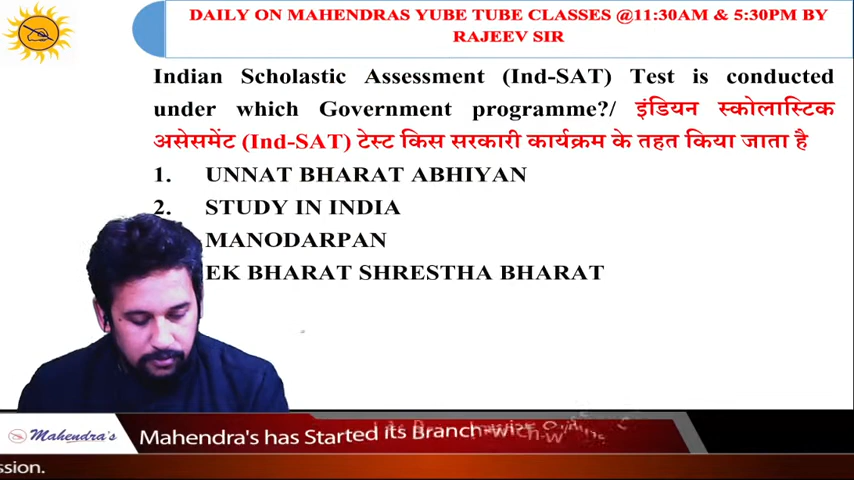 DAILY ON MAHENDRAS YUBE TUBE CLASSES @11:30AM & 5:30PM BY
RAJEEV SIR
Indian Scholastic Assessment (Ind-SAT) Test is conducted
under which Government programme?/ इंडियन स्कोलास्टिक
असेसमेंट (Ind-SAT) टेस्ट किस सरकारी कार्यक्रम के तहत किया जाता है
1. UNNAT BHARAT ABHIYAN
2. STUDY IN INDIA
MANODARPAN
EK BHARAT SHRESTHA BHARAT
Mahendra's
Mahendra's has Started its Branch-wise
ssion.